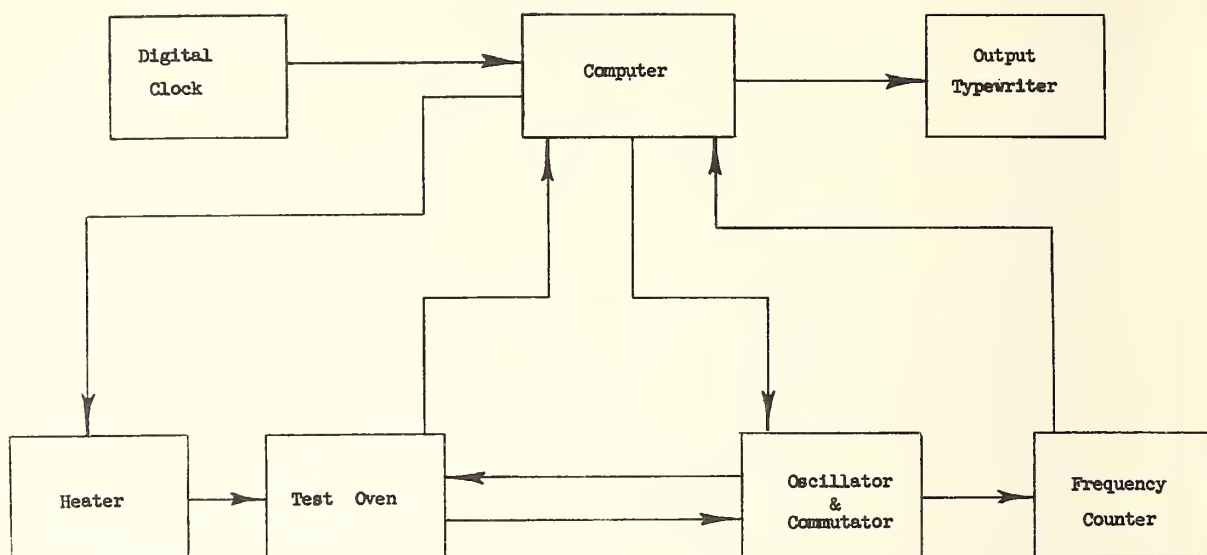 Digital
Clock
Computer
Output
Typewriter
Heater
Test Oven
Oscillator
&
Commutator
Frequency
Counter